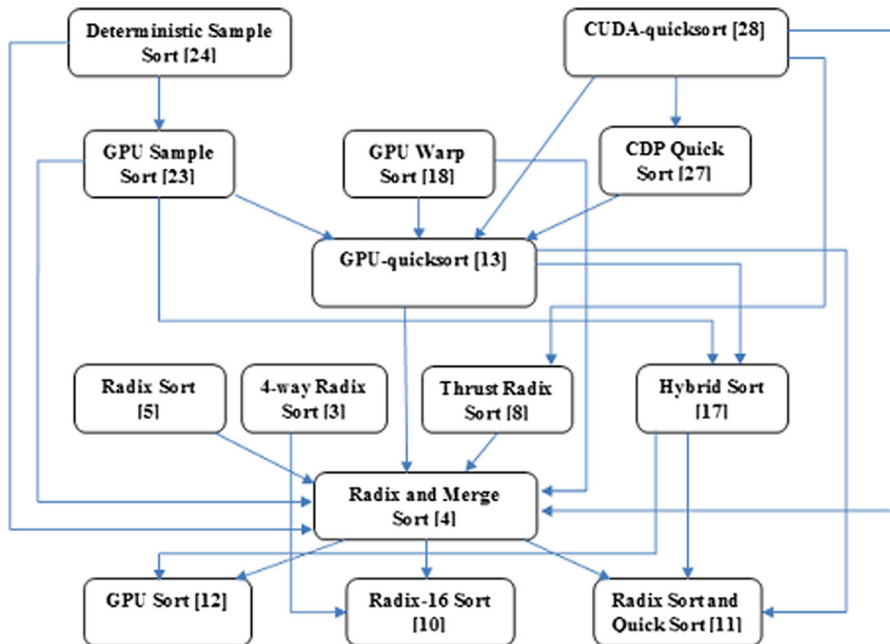 Deterministic Sample
Sort [24]
CUDA-quicksort [28]
GPU Sample
Sort [23]
GPU Warp
Sort [18]
CDP Quick
Sort [27]
GPU-quicksort [13]
Radix Sort
[5]
4-way Radix
Sort [3]
Thrust Radix
Sort [8]
Hybrid Sort
[17]
Radix and Merge
Sort [4]
GPU Sort [12]
Radix-16 Sort
[10]
Radix Sort and
Quick Sort [11]